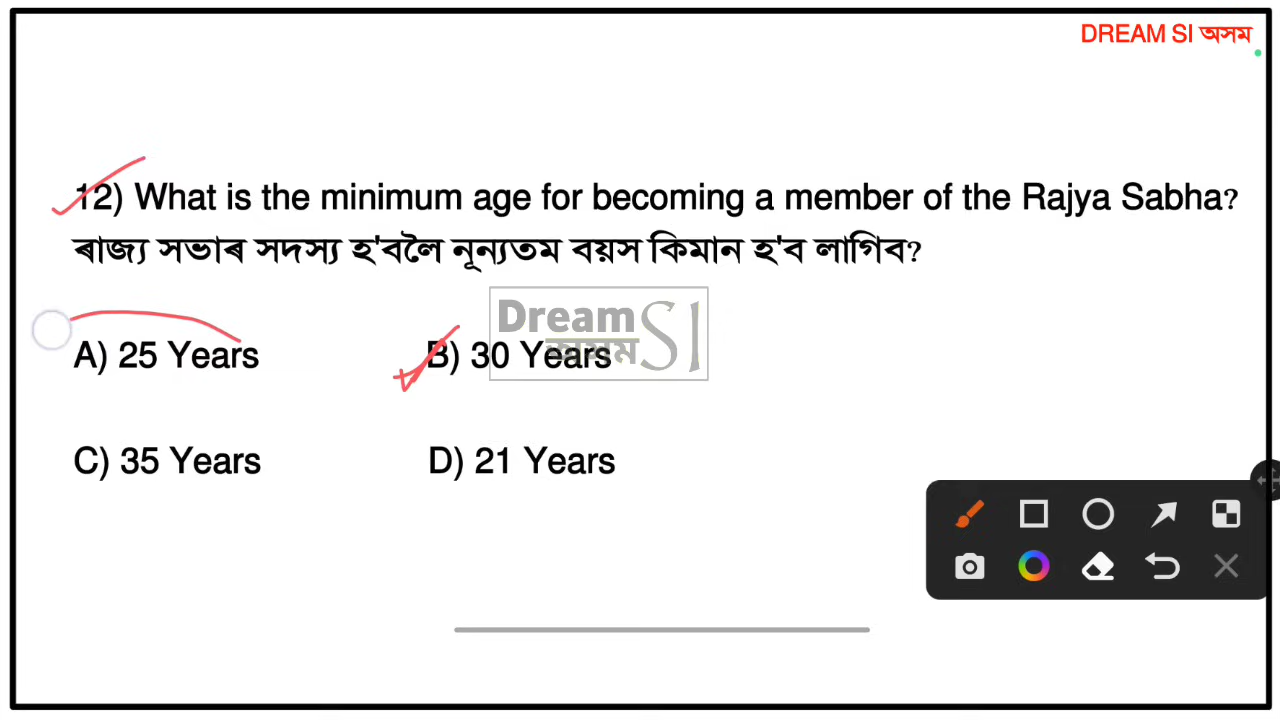 DREAM SI অসম
12) What is the minimum age for becoming a member of the Rajya Sabha?
ৰাজ্য সভাৰ সদস্য হ'বলৈ নূন্যতম বয়স কিমান হ'ব লাগিব?
Dream SI
অসম
A) 25 Years B) 30 Years
C) 35 Years D) 21 Years